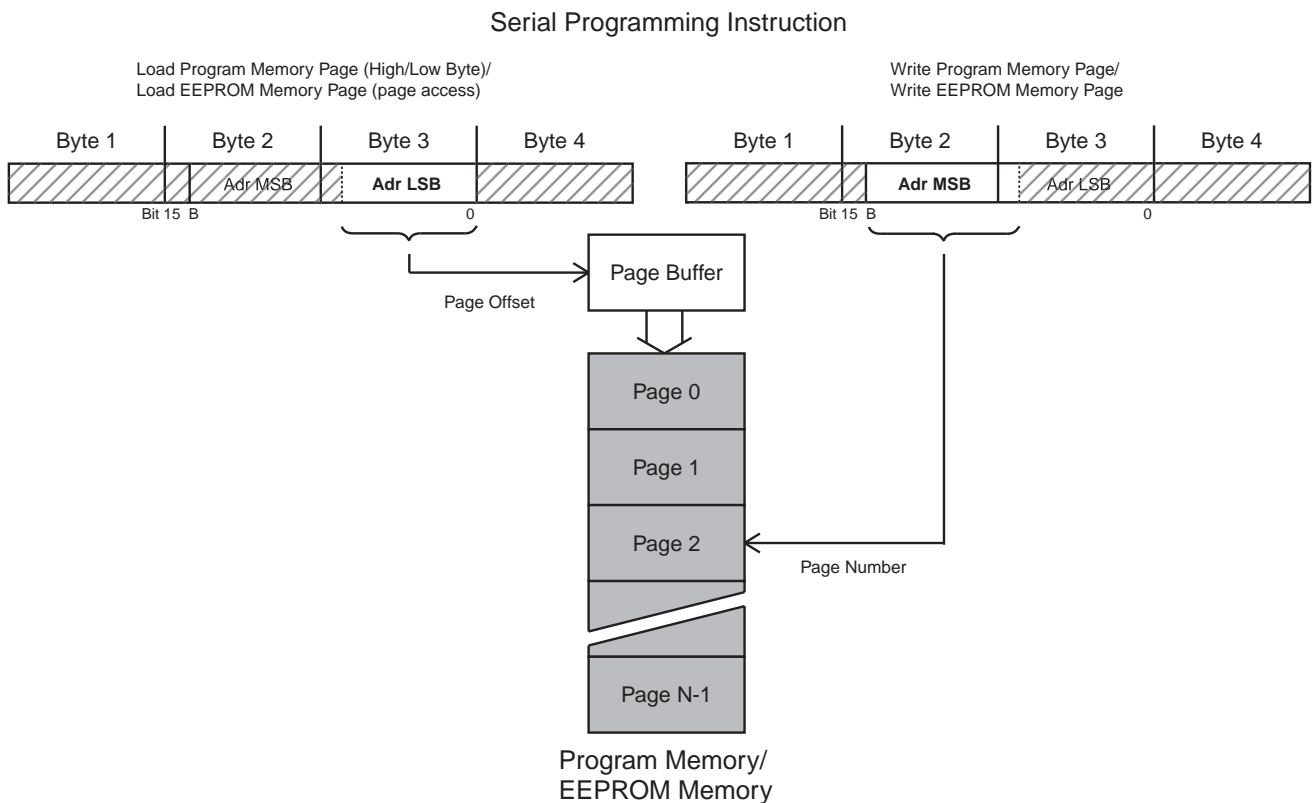 Serial Programming Instruction
Load Program Memory Page (High/Low Byte)/
Load EEPROM Memory Page (page access)
Write Program Memory Page/
Write EEPROM Memory Page
Byte 1 Byte 2 Byte 3 Byte 4
Byte 1 Byte 2 Byte 3 Byte 4
Adr MSB Adr LSB
Adr MSB Adr LSB
Bit 15 B 0
Bit 15 B 0
Page Buffer
Page Offset
Page 0
Page 1
Page 2
Page Number
Page N-1
Program Memory/
EEPROM Memory